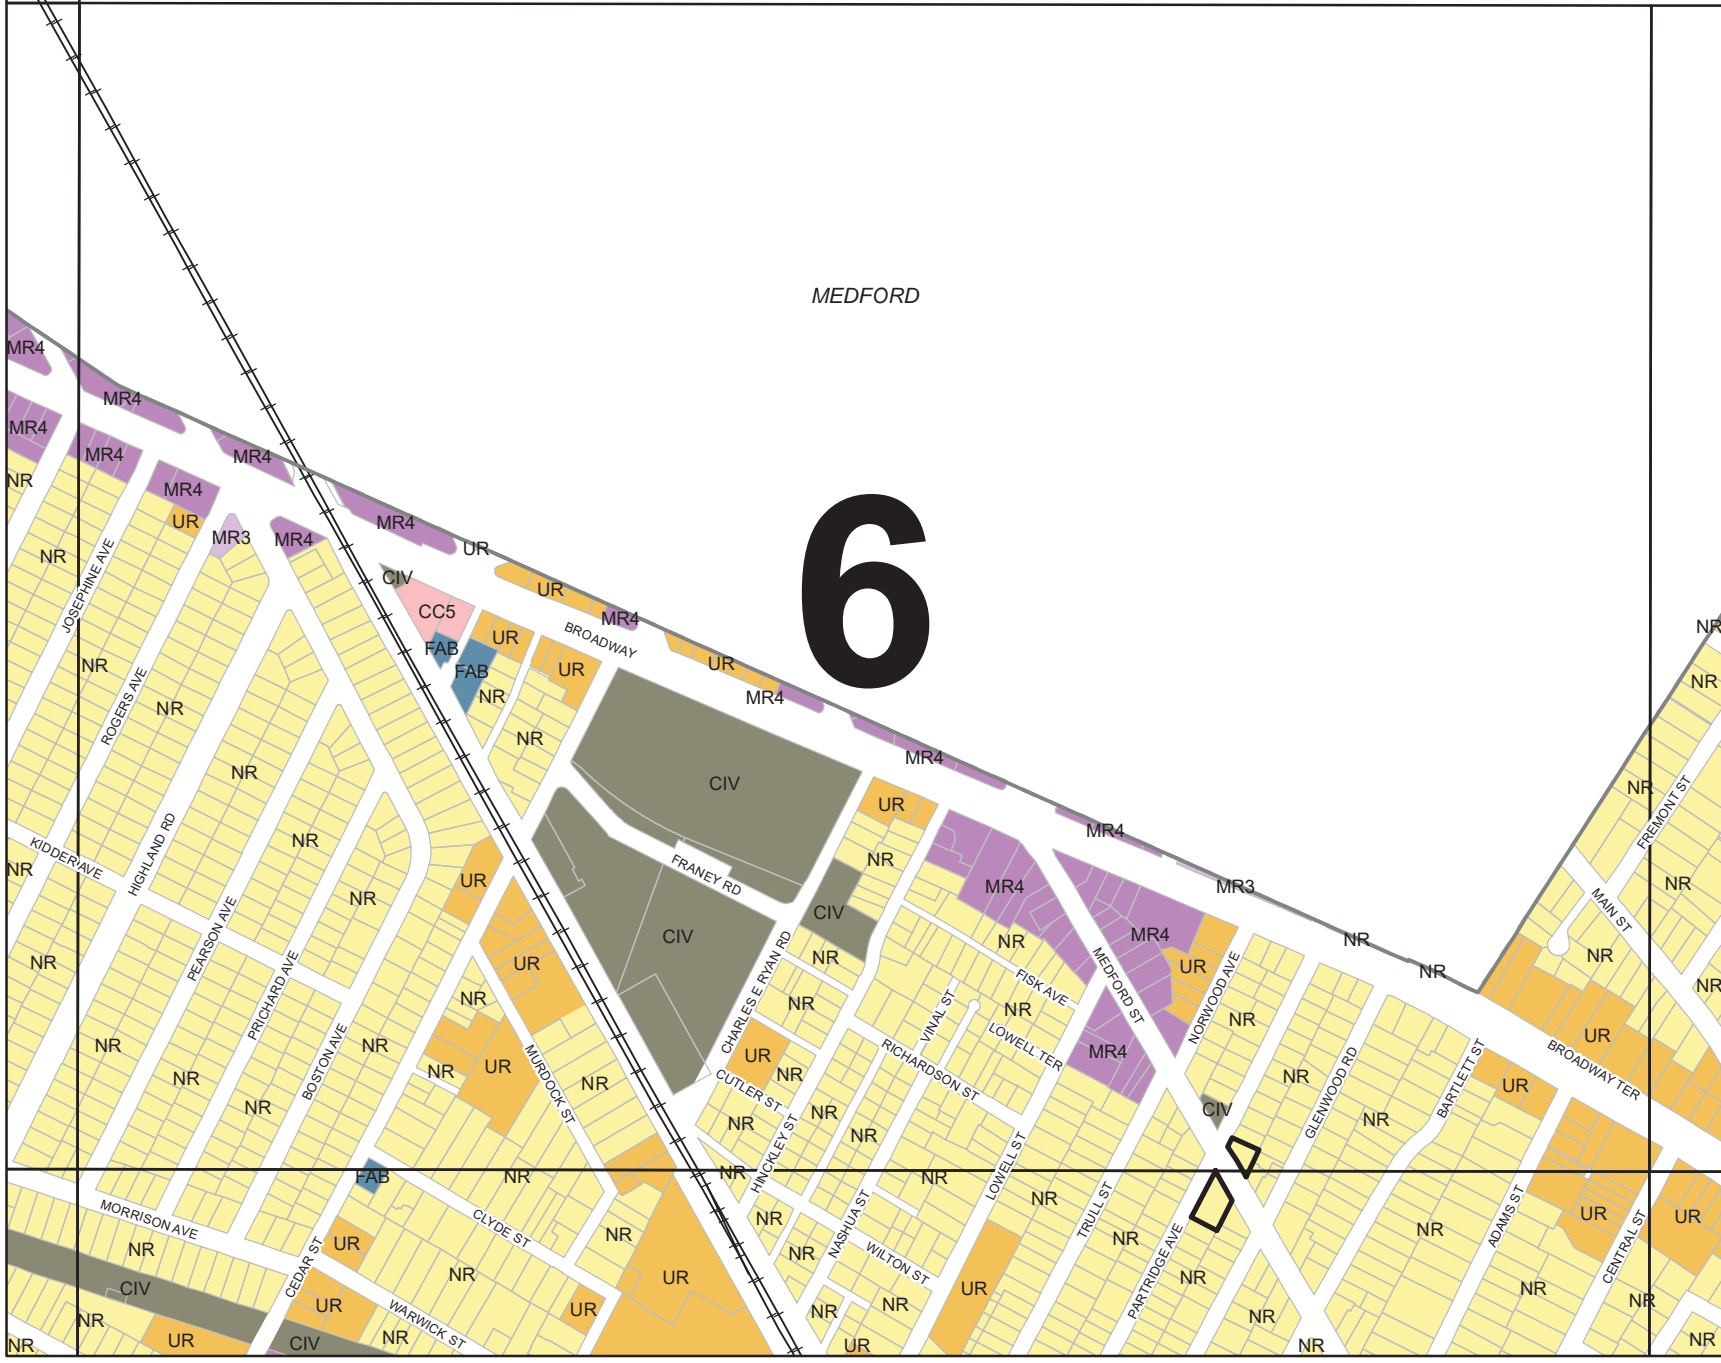 MEDFORD
6
MR4
MR4
MR4
MR4
MR4
MR4
MR4
UR
MR3
MR4
MR4
UR
NR
NR
JOSEPHINE AVE
NR
ROGERS AVE
NR
CIV
CC5
FAB
FAB
UR
UR
BROADWAY
MR4
UR
UR
NR
NR
MR4
MR4
CIV
NR
NR
NR
NR
NR
KIDDER AVE
HIGHLAND RD
NR
NR
PEARSON AVE
PRICHARD AVE
NR
NR
UR
UR
NR
FRANEY RD
CIV
CIV
UR
NR
CIV
MR4
MR4
MR3
NR
NR
MR4
UR
NR
NR
CHARLES E RYAN RD
NR
FISK AVE
NR
MEDFORD ST
NORWOOD AVE
NR
FREMONT ST
NR
MAIN ST
NR
NR
UR
BROADWAY TER
NR
NR
NR
NR
BOSTON AVE
NR
NR
UR
MURDOCK ST
NR
UR
NR
CUTLER ST
NR
HINCKLEY ST
NR
NR
VINAL ST
LOWELL TER
RICHARDSON ST
MR4
CIV
NR
GLENWOOD RD
NR
BARTLETT ST
UR
FAB
NR
NR
NR
LOWELL ST
NR
TRULL ST
NR
PARTRIDGE AVE
NR
NR
NR
ADAMS ST
UR
CENTRAL ST
UR
MORRISON AVE
NR
CIV
NR
NR
UR
CEDAR ST
UR
UR
CIV
CLYDE ST
NR
WARWICK ST
NR
NR
UR
UR
NR
NR
NASHUA ST
WILTON ST
NR
NR
UR
UR
NR
NR
NR
NR